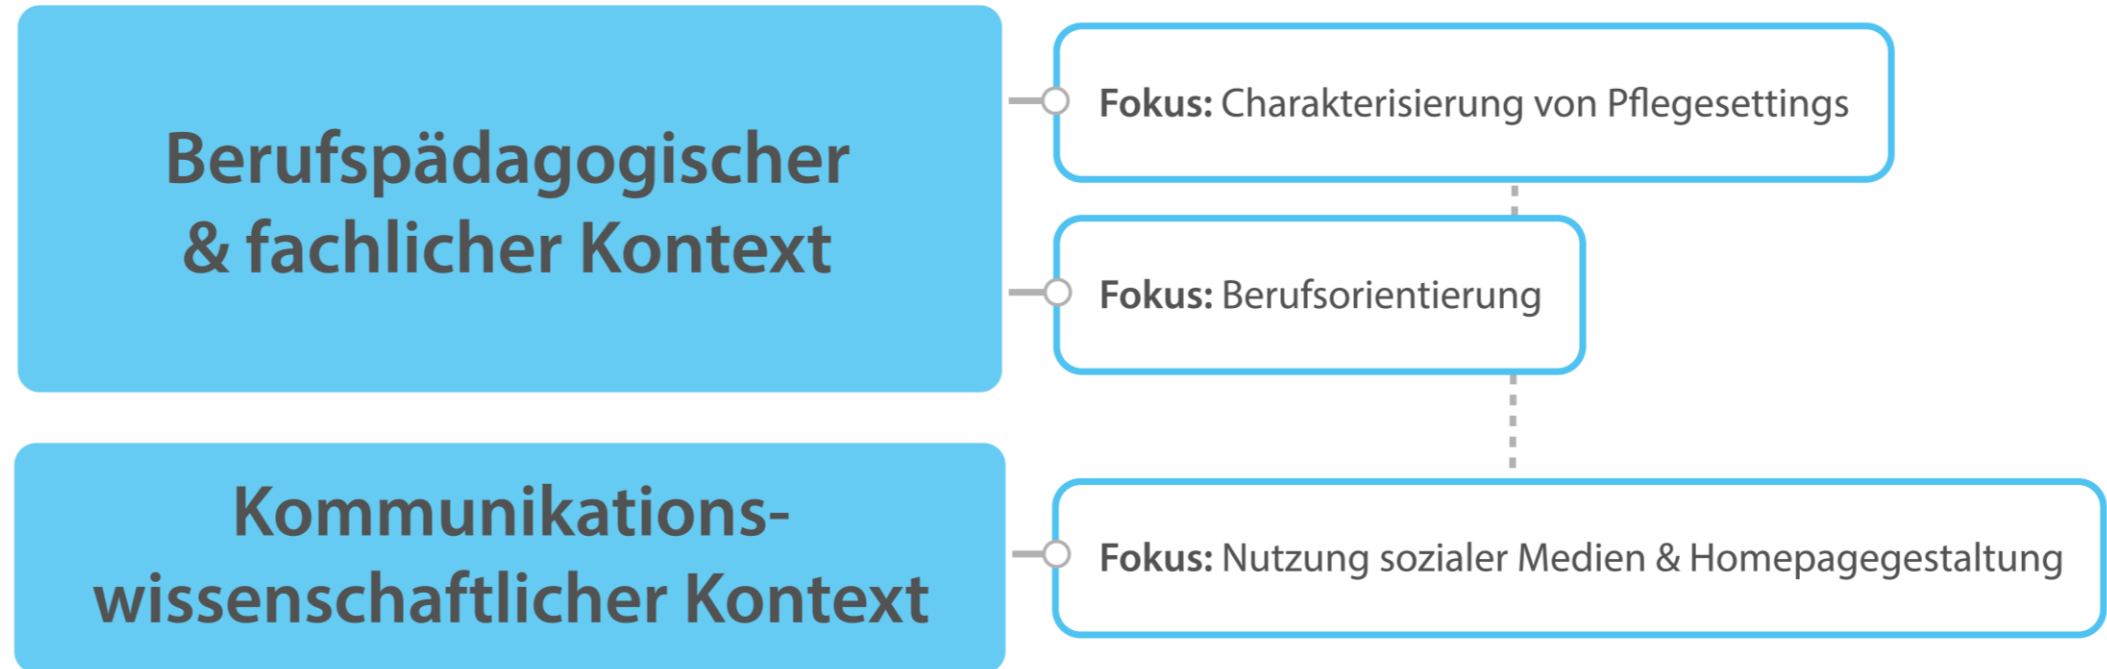 Berufspädagogischer
& fachlicher Kontext
Fokus: Charakterisierung von Pflegesettings
Fokus: Berufsorientierung
Kommunikations-
wissenschaftlicher Kontext
Fokus: Nutzung sozialer Medien & Homepagegestaltung